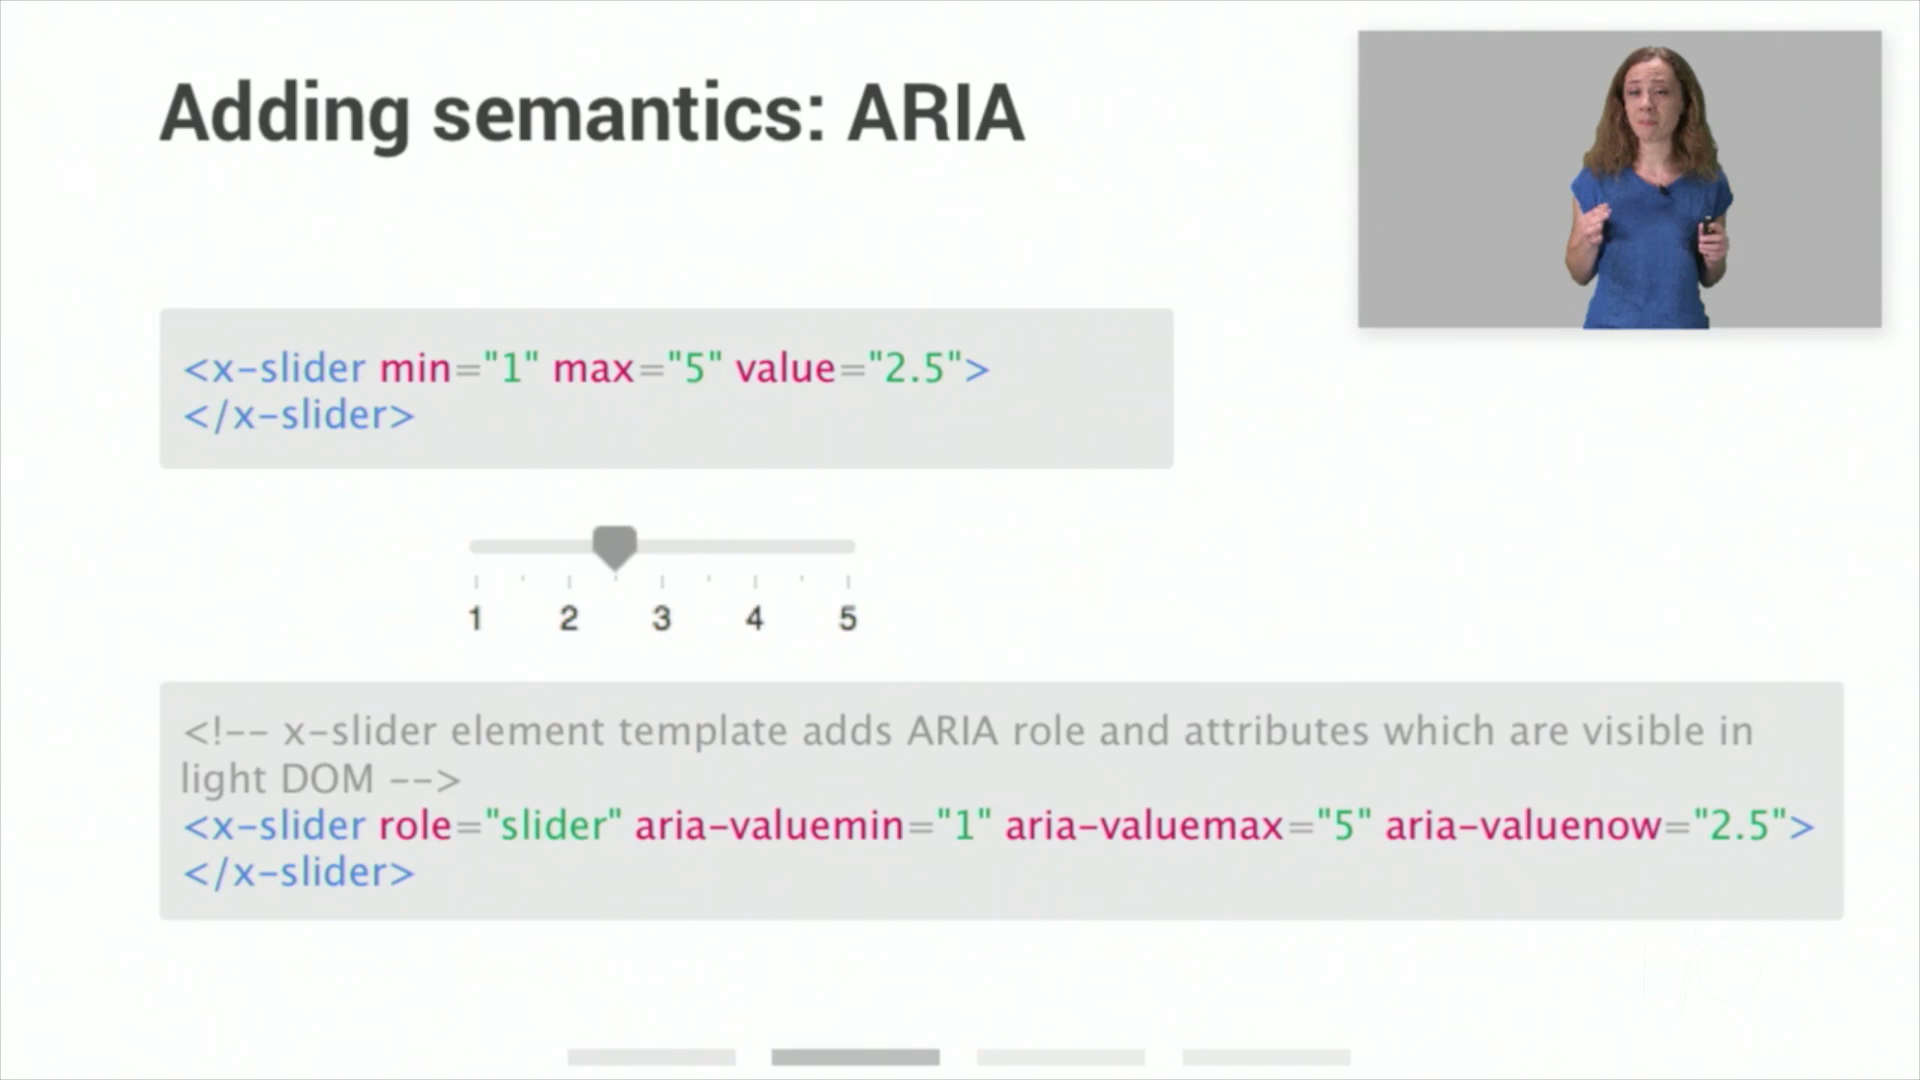 Adding semantics: ARIA
<x-slider min="1" max="5" value="2.5">
</x-slider>
1 2 3 4 5
<!-- x-slider element template adds ARIA role and attributes which are visible in
light DOM -->
<x-slider role="slider" aria-valuemin="1" aria-valuemax="5" aria-valuenow="2.5">
</x-slider>